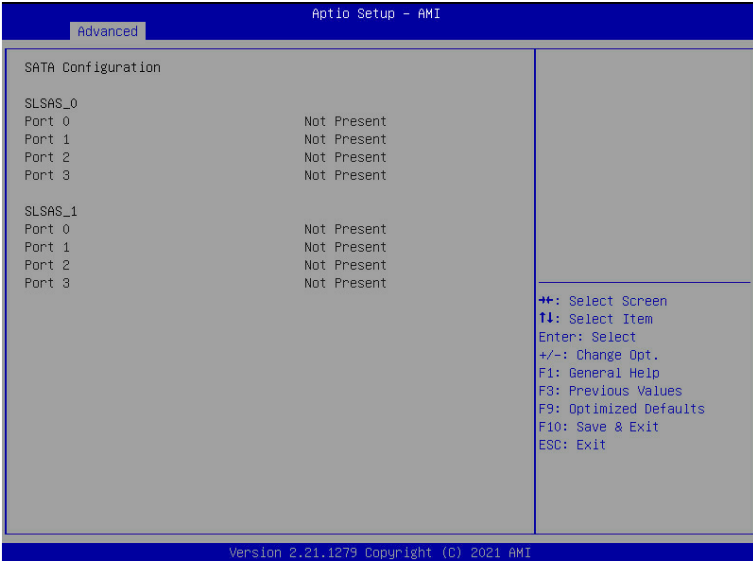 Aptio Setup – AMI
Advanced
SATA Configuration
SLSAS_0
Port 0 Not Present
Port 1 Not Present
Port 2 Not Present
Port 3 Not Present
SLSAS_1
Port 0 Not Present
Port 1 Not Present
Port 2 Not Present
Port 3 Not Present
→←: Select Screen
↑↓: Select Item
Enter: Select
+/-: Change Opt.
F1: General Help
F3: Previous Values
F9: Optimized Defaults
F10: Save & Exit
ESC: Exit
Version 2.21.1279 Copyright (C) 2021 AMI